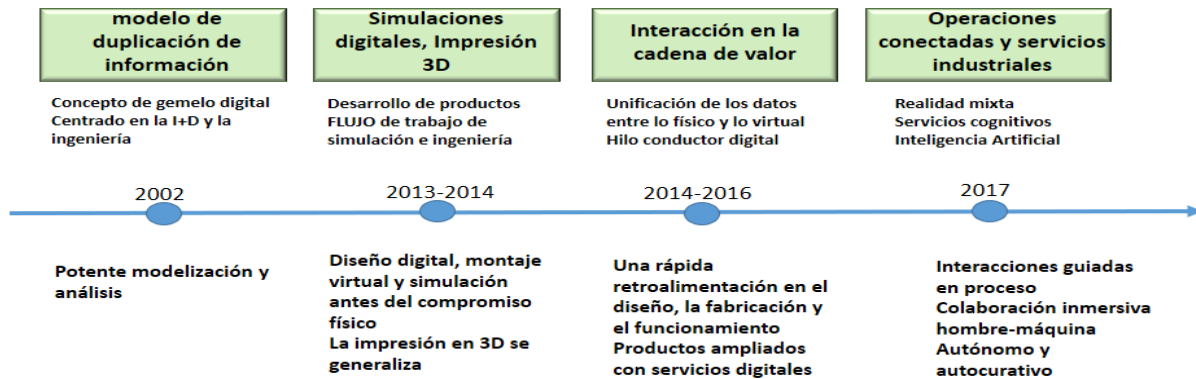 modelo de
duplicación de
información
Simulaciones
digitales, Impresión
3D
Interacción en la
cadena de valor
Operaciones
conectadas y servicios
industriales
Concepto de gemelo digital
Centrado en la I+D y la
ingeniería
Desarrollo de productos
FLUJO de trabajo de
simulación e ingeniería
Unificación de los datos
entre lo físico y lo virtual
Hilo conductor digital
Realidad mixta
Servicios cognitivos
Inteligencia Artificial
2002
2013-2014
2014-2016
2017
Potente modelización y
análisis
Diseño digital, montaje
virtual y simulación
antes del compromiso
físico
La impresión en 3D se
generaliza
Una rápida
retroalimentación en el
diseño, la fabricación y
el funcionamiento
Productos ampliados
con servicios digitales
Interacciones guiadas
en proceso
Colaboración inmersiva
hombre-máquina
Autónomo y
autocurativo